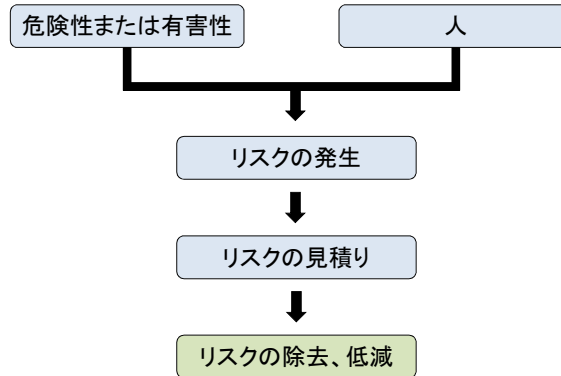 危険性または有害性
人
リスクの発生
リスクの見積り
リスクの除去、低減